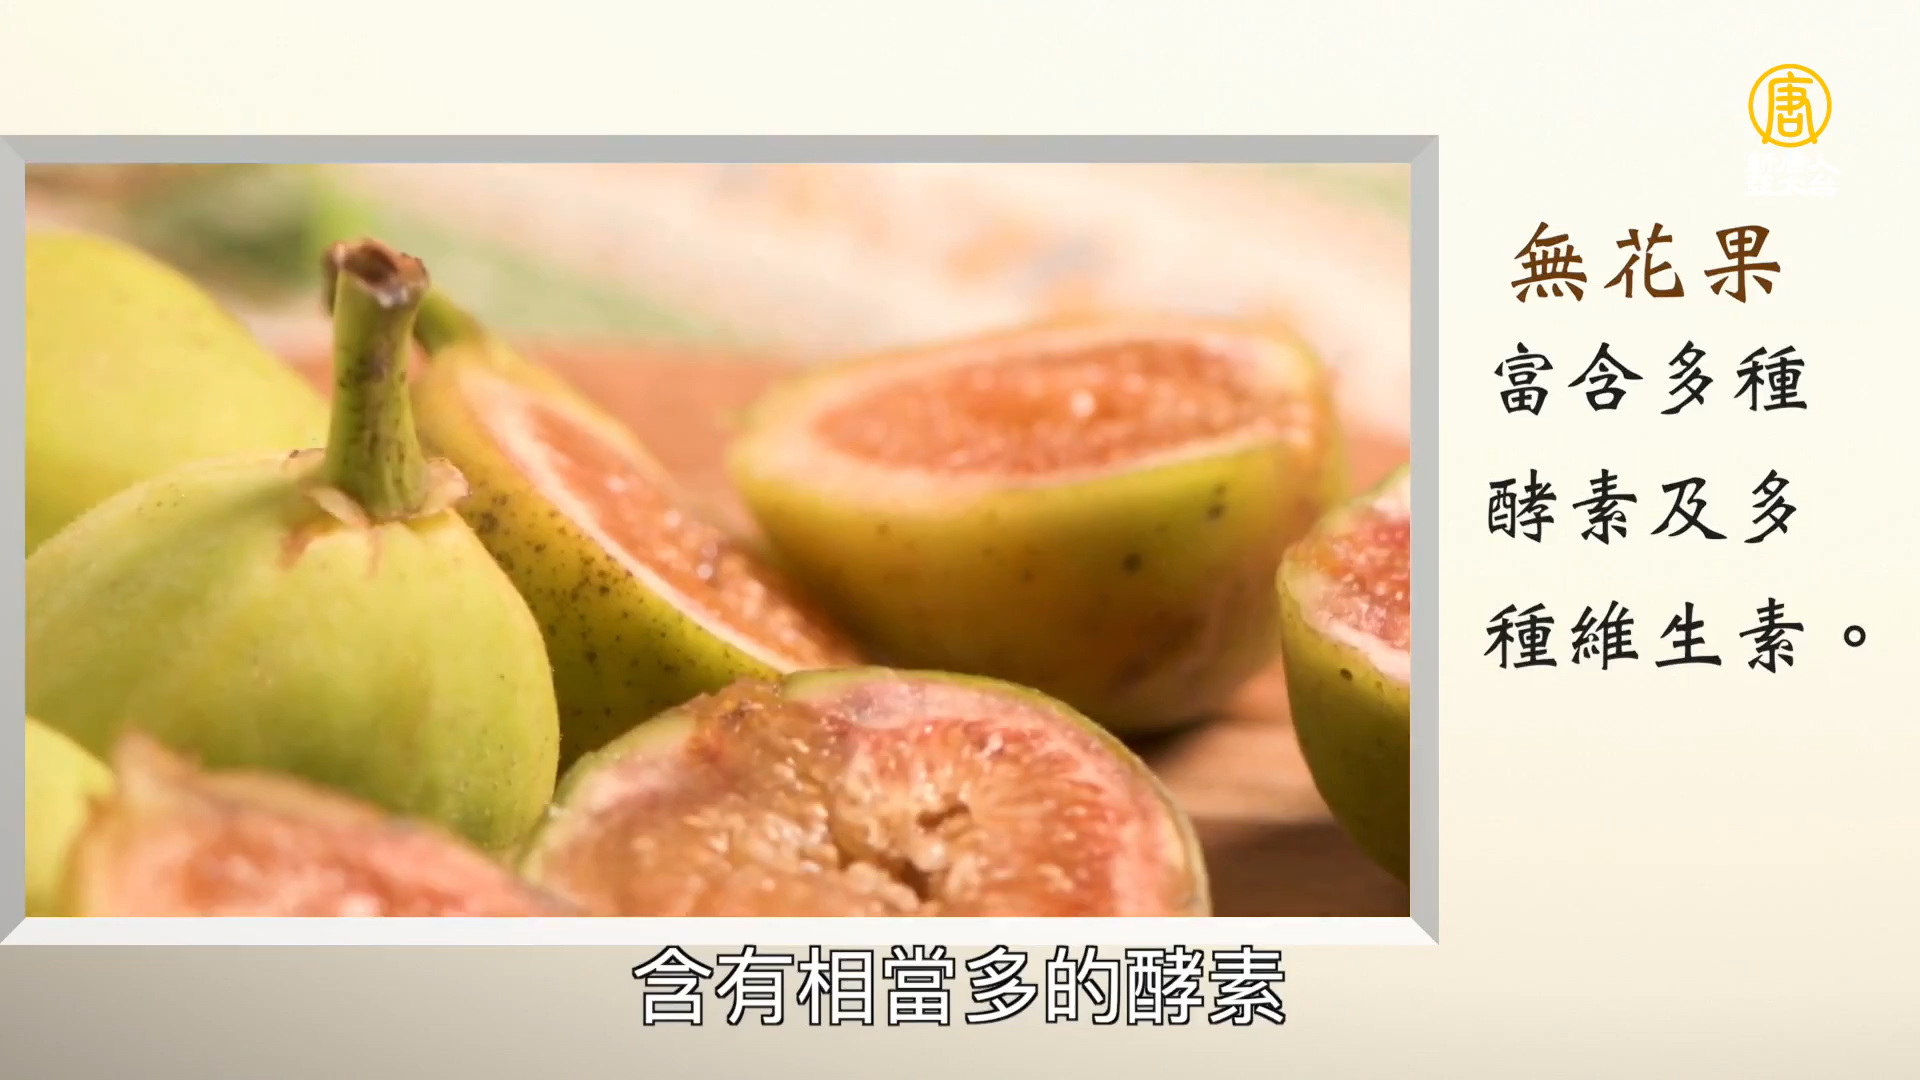 唐
無花果
富含多種
酵素及多
種維生素。
含有相當多的酵素